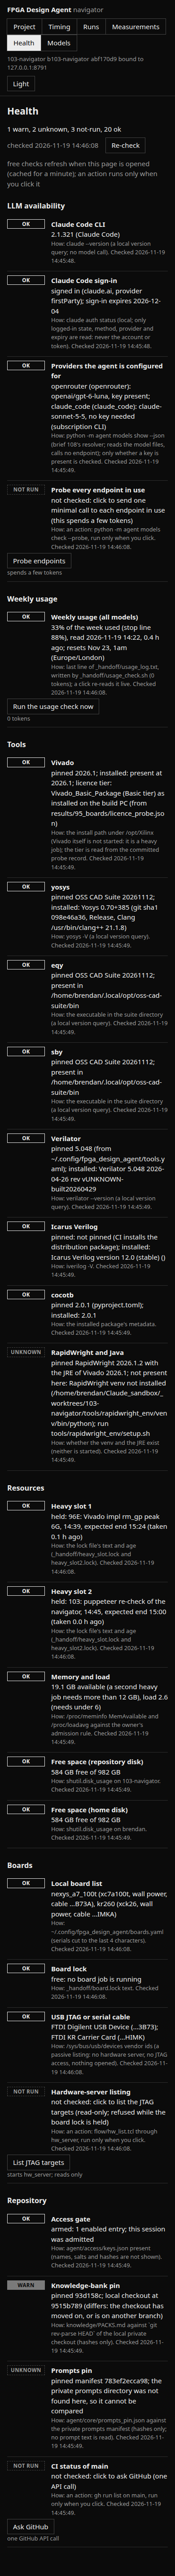 FPGA Design Agent navigator
Project Timing Runs Measurements
Health Models
103-navigator b103-navigator abf170d9 bound to
127.0.0.1:8791
Light
Health
1 warn, 2 unknown, 3 not-run, 20 ok
checked 2026-11-19 14:46:08 Re-check
free checks refresh when this page is opened
(cached for a minute); an action runs only when
you click it
LLM availability
OK Claude Code CLI
2.1.321 (Claude Code)
How: claude --version (a local version
query; no model call). Checked 2026-11-19
14:45:48.
OK Claude Code sign-in
signed in (claude.ai, provider
firstParty); sign-in expires 2026-12-
04
How: claude auth status (local; only
logged-in state, method, provider and
expiry are read: never the account or
token). Checked 2026-11-19 14:45:48.
OK Providers the agent is configured
for
openrouter (openrouter):
openai/gpt-6-luna, key present;
claude_code (claude_code): claude-
sonnet-5-5, no key needed
(subscription CLI)
How: python -m agent models show --json
(brief f08's resolver; reads the model files,
calls no endpoint); only whether a key is
present is checked. Checked 2026-11-19
14:45:49.
NOT RUN Probe every endpoint in use
not checked: click to send one
minimal call to each endpoint in use
(this spends a few tokens)
How: an action: python -m agent models
check --probe, run only when you click.
Checked 2026-11-19 14:46:08.
Probe endpoints
spends a few tokens
Weekly usage
OK Weekly usage (all models)
33% of the week used (stop line
88%), read 2026-11-19 14:22, 0.4 h
ago; resets Nov 23, 1am
(Europe/London)
How: last line of _handoff/usage_log.txt,
written by _handoff/usage_check.sh (0
tokens); a click re-reads it live. Checked
2026-11-19 14:46:08.
Run the usage check now
0 tokens
Tools
OK Vivado
pinned 2026.1; installed: present at
2026.1; licence tier:
Vivado_Basic_Package (Basic tier) as
installed on the build PC (from
results/95_boards/licence_probe.jso
n)
How: the install path under /opt/Xilinx
(Vivado itself is not started: it is a heavy
job); the tier is read from the committed
probe record. Checked 2026-11-19
14:45:49.
OK yosys
pinned OSS CAD Suite 20261112;
installed: Yosys 0.70+385 (git sha1
098e46a36, Release, Clang
/usr/bin/clang++ 21.1.8)
How: yosys -V (a local version query).
Checked 2026-11-19 14:45:49.
OK eqy
pinned OSS CAD Suite 20261112;
present in
/home/brendan/.local/opt/oss-cad-
suite/bin
How: the executable in the suite directory
(a local version query). Checked 2026-11-19
14:45:49.
OK sby
pinned OSS CAD Suite 20261112;
present in
/home/brendan/.local/opt/oss-cad-
suite/bin
How: the executable in the suite directory
(a local version query). Checked 2026-11-19
14:45:49.
OK Verilator
pinned 5.048 (from
~/.config/fpga_design_agent/tools.y
aml); installed: Verilator 5.048 2026-
04-26 rev vUNKNOWN-
built20260429
How: verilator --version (a local version
query). Checked 2026-11-19 14:45:49.
OK Icarus Verilog
pinned: not pinned (CI installs the
distribution package); installed:
Icarus Verilog version 12.0 (stable) ()
How: iverilog -V. Checked 2026-11-19
14:45:49.
OK cocotb
pinned 2.0.1 (pyproject.toml);
installed: 2.0.1
How: the installed package's metadata.
Checked 2026-11-19 14:45:49.
UNKNOWN RapidWright and Java
pinned RapidWright 2026.1.2 with
the JRE of Vivado 2026.1; not present
here: RapidWright venv not installed
(/home/brendan/Claude_sandbox/_
worktrees/103-
navigator/tools/rapidwright_env/ven
v/bin/python); run
tools/rapidwright_env/setup.sh
How: whether the venv and the JRE exist
(neither is started). Checked 2026-11-19
14:45:49.
Resources
OK Heavy slot 1
held: 96E: Vivado impl rm_gp peak
6G, 14:39, expected end 15:24 (taken
0.1 h ago)
How: the lock file's text and age
(_handoff/heavy_slot.lock and
heavy_slot2.lock). Checked 2026-11-19
14:46:08.
OK Heavy slot 2
held: 103: puppeteer re-check of the
navigator, 14:45, expected end 15:00
(taken 0.0 h ago)
How: the lock file's text and age
(_handoff/heavy_slot.lock and
heavy_slot2.lock). Checked 2026-11-19
14:46:08.
OK Memory and load
19.1 GB available (a second heavy
job needs more than 12 GB), load 2.6
(needs under 6)
How: /proc/meminfo MemAvailable and
/proc/loadavg against the owner's
admission rule. Checked 2026-11-19
14:45:49.
OK Free space (repository disk)
584 GB free of 982 GB
How: shutil.disk_usage on 103-navigator.
Checked 2026-11-19 14:45:49.
OK Free space (home disk)
584 GB free of 982 GB
How: shutil.disk_usage on brendan.
Checked 2026-11-19 14:45:49.
Boards
OK Local board list
nexys_a7_100t (xc7a100t, wall power,
cable ...B73A), kr260 (xck26, wall
power, cable ...IMKA)
How:
~/.config/fpga_design_agent/boards.yaml
(serials cut to the last 4 characters).
Checked 2026-11-19 14:46:08.
OK Board lock
free: no board job is running
How: _handoff/board.lock text. Checked
2026-11-19 14:46:08.
OK USB JTAG or serial cable
FTDI Digilent USB Device (...3B73);
FTDI KR Carrier Card (...HIMK)
How: /sys/bus/usb/devices vendor ids (a
passive listing: no hardware server, no JTAG
access, nothing opened). Checked 2026-11-
19 14:46:08.
NOT RUN Hardware-server listing
not checked: click to list the JTAG
targets (read-only; refused while the
board lock is held)
How: an action: flow/hw_list.tcl through
hw_server, run only when you click.
Checked 2026-11-19 14:46:08.
List JTAG targets
starts hw_server; reads only
Repository
OK Access gate
armed: 1 enabled entry; this session
was admitted
How: agent/access/keys.json present
(names, salts and hashes are not shown).
Checked 2026-11-19 14:46:08.
WARN Knowledge-bank pin
pinned 93d158c; local checkout at
9515b789 (differs: the checkout has
moved on, or is on another branch)
How: knowledge/PACKS.md against `git
rev-parse HEAD` of the local private
checkout (hashes only). Checked 2026-11-
19 14:45:49.
UNKNOWN Prompts pin
pinned manifest 783ef2ecca98; the
private prompts directory was not
found here, so it cannot be
compared
How: agent/core/prompts_pin.json against
the private prompts manifest (hashes only;
no prompt text is read). Checked 2026-11-
19 14:45:49.
NOT RUN CI status of main
not checked: click to ask GitHub (one
API call)
How: an action: gh run list on main, run
only when you click. Checked 2026-11-19
14:45:49.
Ask GitHub
one GitHub API call